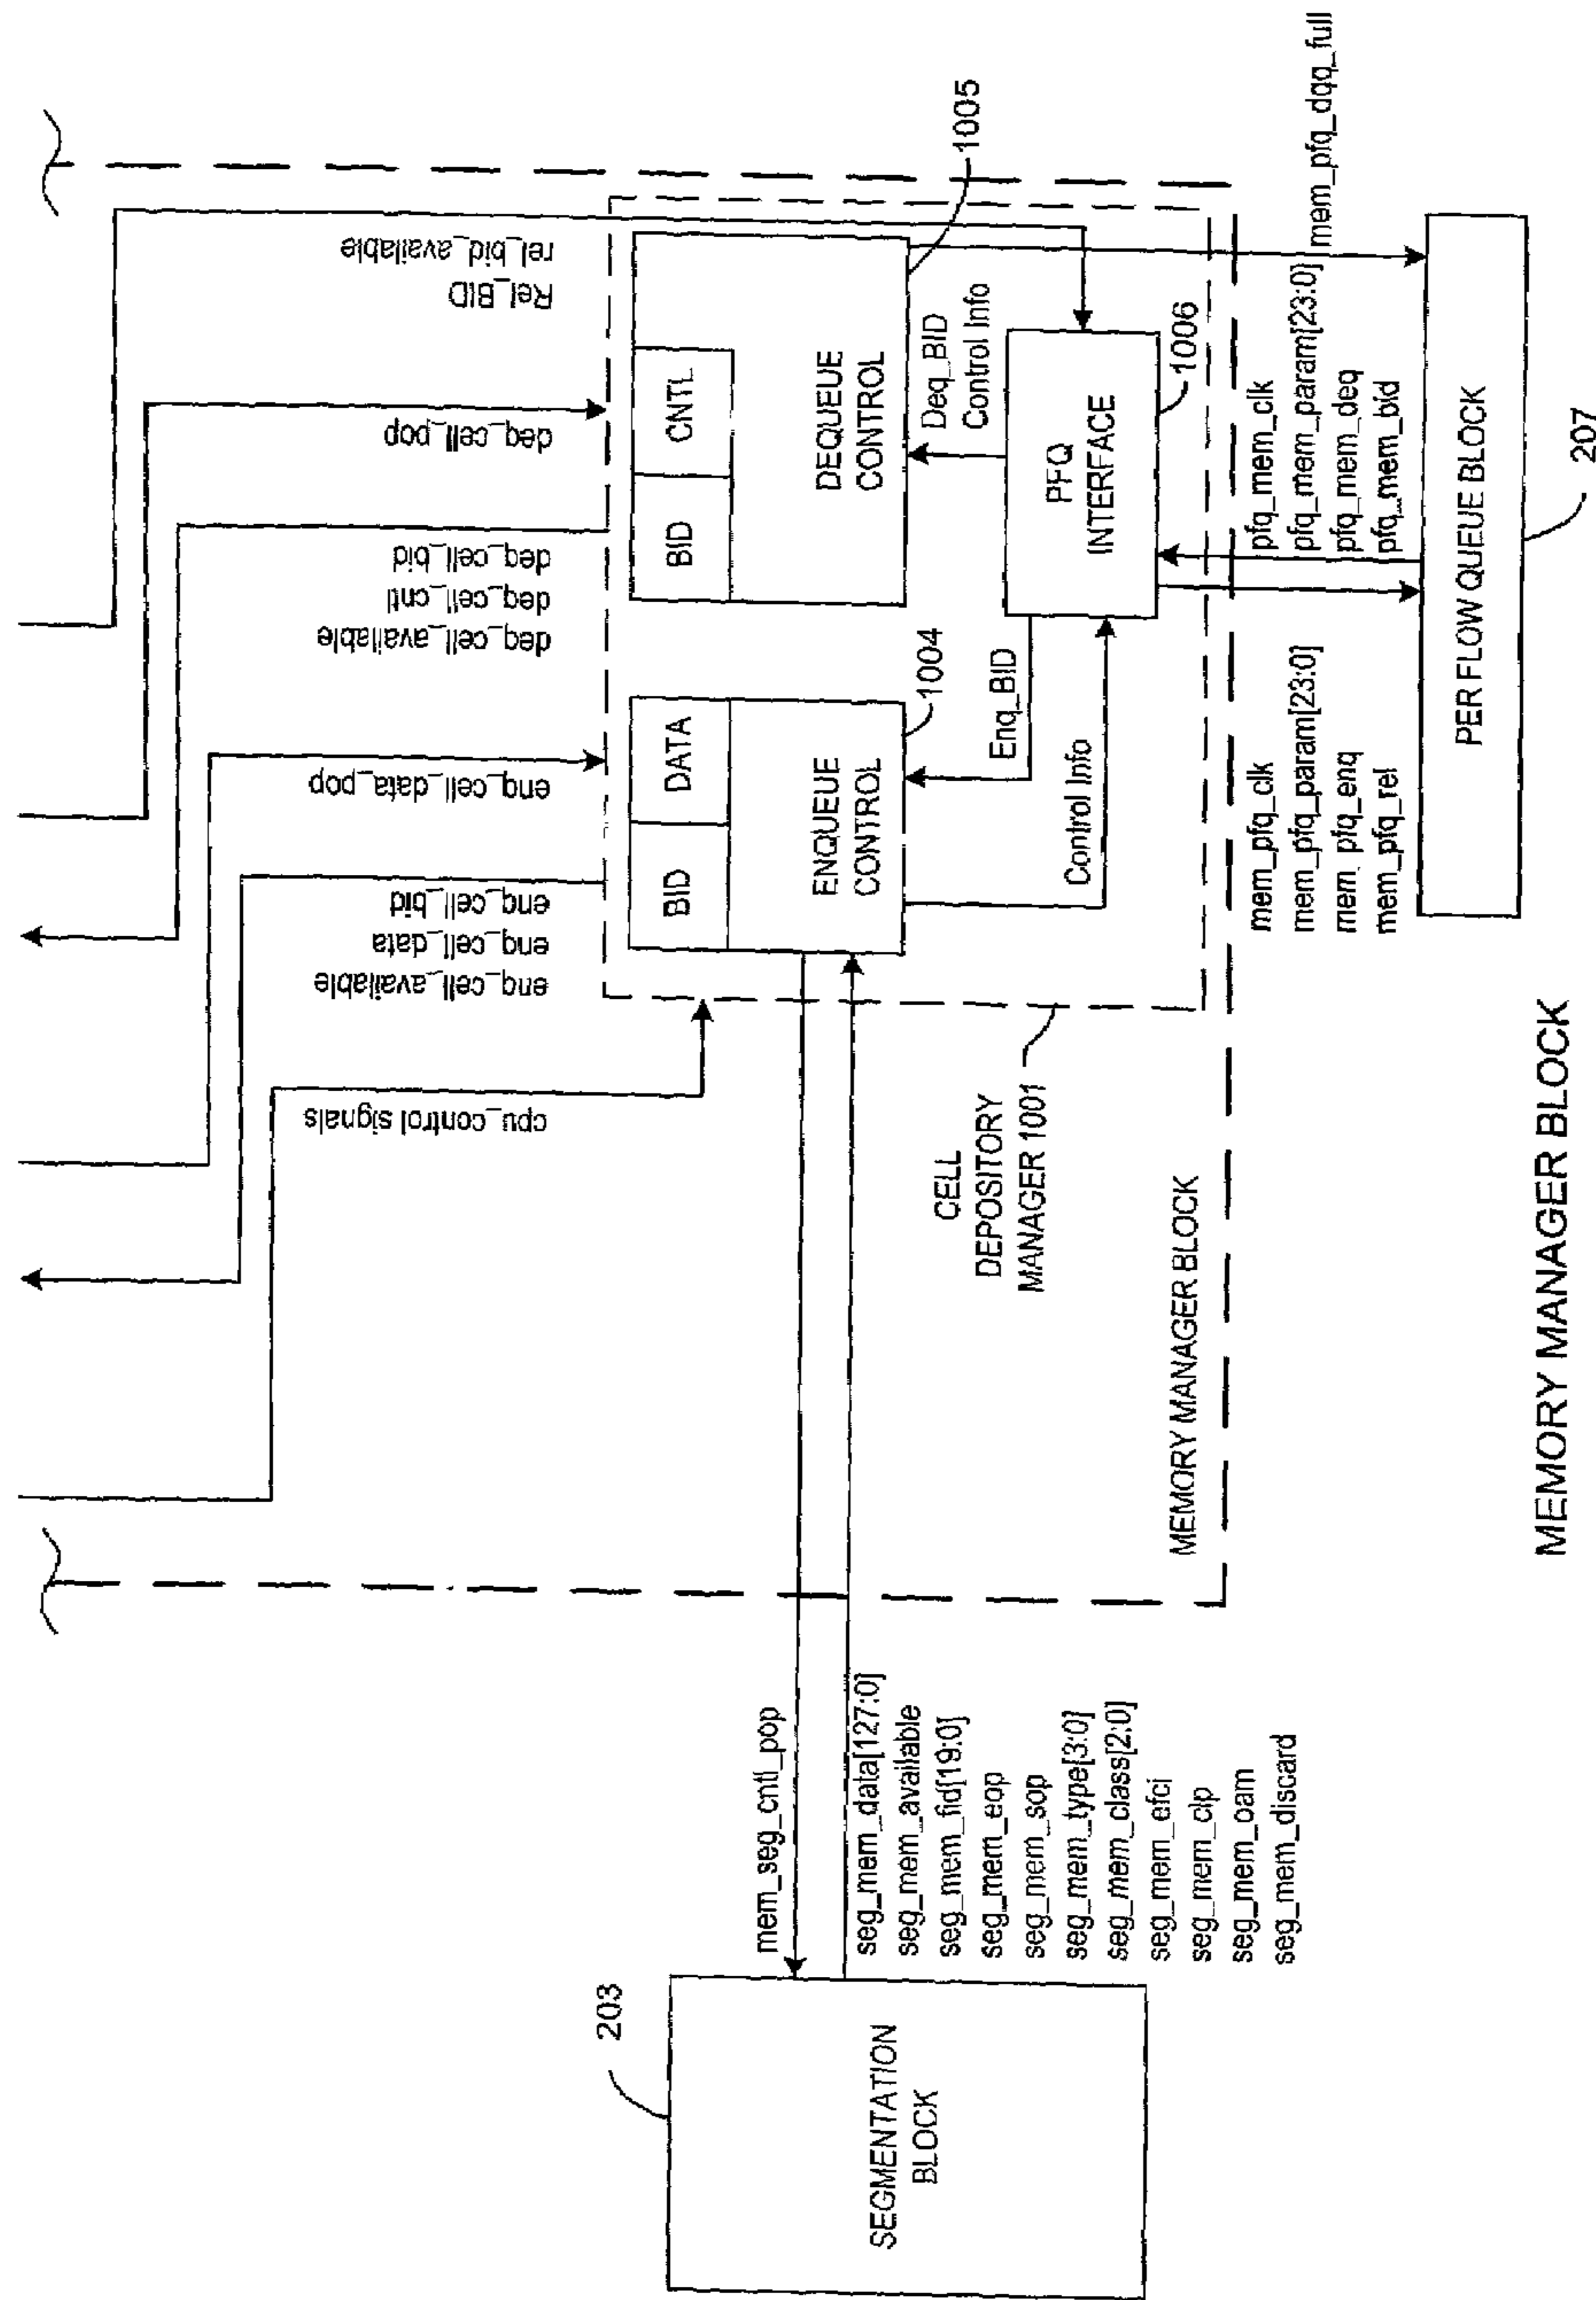 rel_bid_available
Rel_BID
deq_cell_pop
deq_cell_bid
deq_cell_cntl
deq_cell_available
enq_cell_data_pop
enq_cell_bid
enq_cell_data
enq_cell_available
cpu_control signals
BID
CNTL
DEQUEUE
CONTROL
1005
BID
DATA
ENQUEUE
CONTROL
1004
Deq_BID
Control Info
Enq_BID
Control Info
PFQ
INTERFACE
1006
CELL
DEPOSITORY
MANAGER 1001
MEMORY MANAGER BLOCK
mem_pfq_dqq_full
pfq_mem_clk
pfq_mem_param[23:0]
pfq_mem_deq
pfq_mem_bid
mem_pfq_clk
mem_pfq_param[23:0]
mem_pfq_enq
mem_pfq_rel
PER FLOW QUEUE BLOCK
207
203
SEGMENTATION
BLOCK
mem_seg_cntl_pop
seg_mem_data[127:0]
seg_mem_available
seg_mem_fid[19:0]
seg_mem_eop
seg_mem_sop
seg_mem_type[3:0]
seg_mem_class[2:0]
seg_mem_efci
seg_mem_clp
seg_mem_oam
seg_mem_discard
MEMORY MANAGER BLOCK